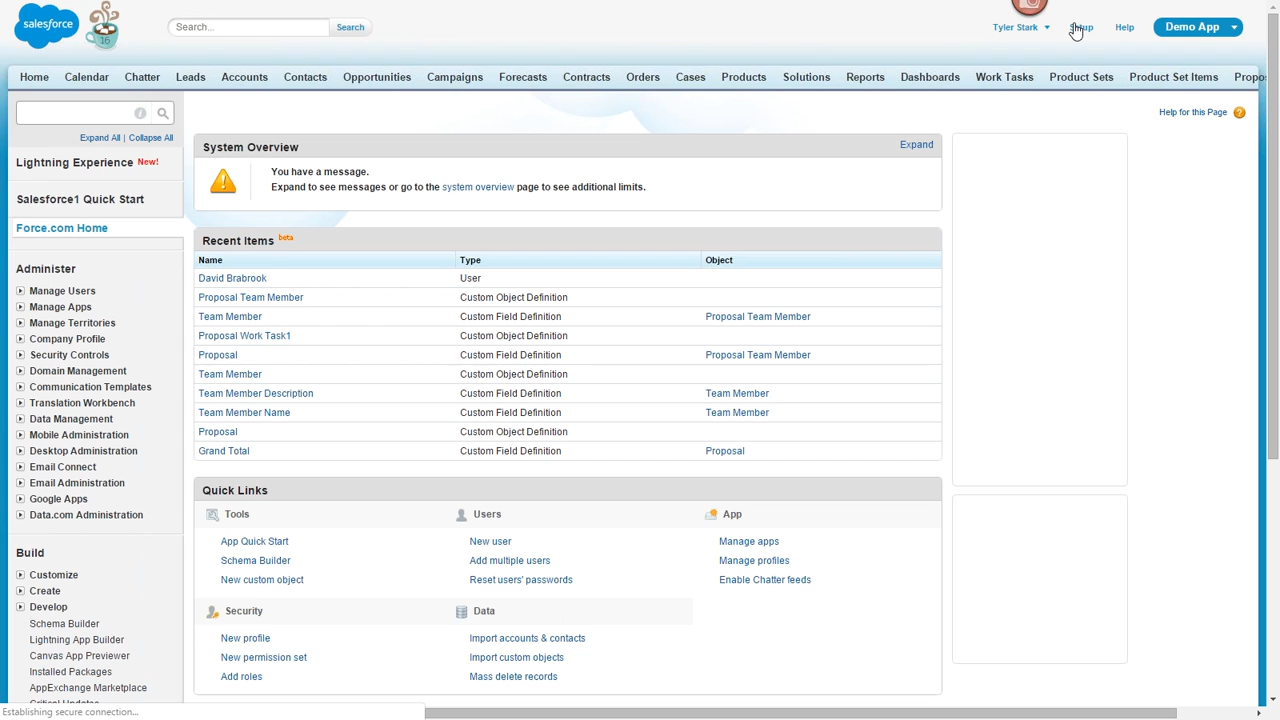 salesforce
16
Search...
Search
Tyler Stark
Setup
Help
Demo App
Home
Calendar
Chatter
Leads
Accounts
Contacts
Opportunities
Campaigns
Forecasts
Contracts
Orders
Cases
Products
Solutions
Reports
Dashboards
Work Tasks
Product Sets
Product Set Items
Propo
Help for this Page
Expand All | Collapse All
Lightning Experience New!
Salesforce1 Quick Start
Force.com Home
Administer
Manage Users
Manage Apps
Manage Territories
Company Profile
Security Controls
Domain Management
Communication Templates
Translation Workbench
Data Management
Mobile Administration
Desktop Administration
Email Connect
Email Administration
Google Apps
Data.com Administration
Build
Customize
Create
Develop
Schema Builder
Lightning App Builder
Canvas App Previewer
Installed Packages
AppExchange Marketplace
Critical Updates
System Overview
Expand
You have a message.
Expand to see messages or go to the system overview page to see additional limits.
Recent Items beta
Name Type Object
David Brabrook User
Proposal Team Member Custom Object Definition
Team Member Custom Field Definition Proposal Team Member
Proposal Work Task1 Custom Object Definition
Proposal Custom Field Definition Proposal Team Member
Team Member Custom Object Definition
Team Member Description Custom Field Definition Team Member
Team Member Name Custom Field Definition Team Member
Proposal Custom Object Definition
Grand Total Custom Field Definition Proposal
Quick Links
Tools
App Quick Start
Schema Builder
New custom object
Users
New user
Add multiple users
Reset users' passwords
App
Manage apps
Manage profiles
Enable Chatter feeds
Security
New profile
New permission set
Add roles
Data
Import accounts & contacts
Import custom objects
Mass delete records
Establishing secure connection...